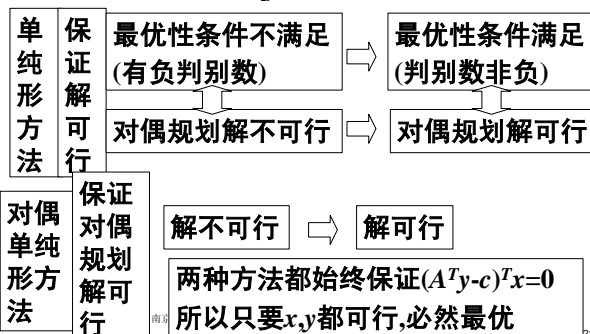 单纯形方法
保证解可行
最优性条件不满足
(有负判别数)
最优性条件满足
(判别数非负)
对偶规划解不可行
对偶规划解可行
对偶
单纯
形方
法
保证
对偶
规划
解可
行
解不可行
解可行
两种方法都始终保证(Aᵀy-c)ᵀx=0
所以只要x,y都可行,必然最优
南京